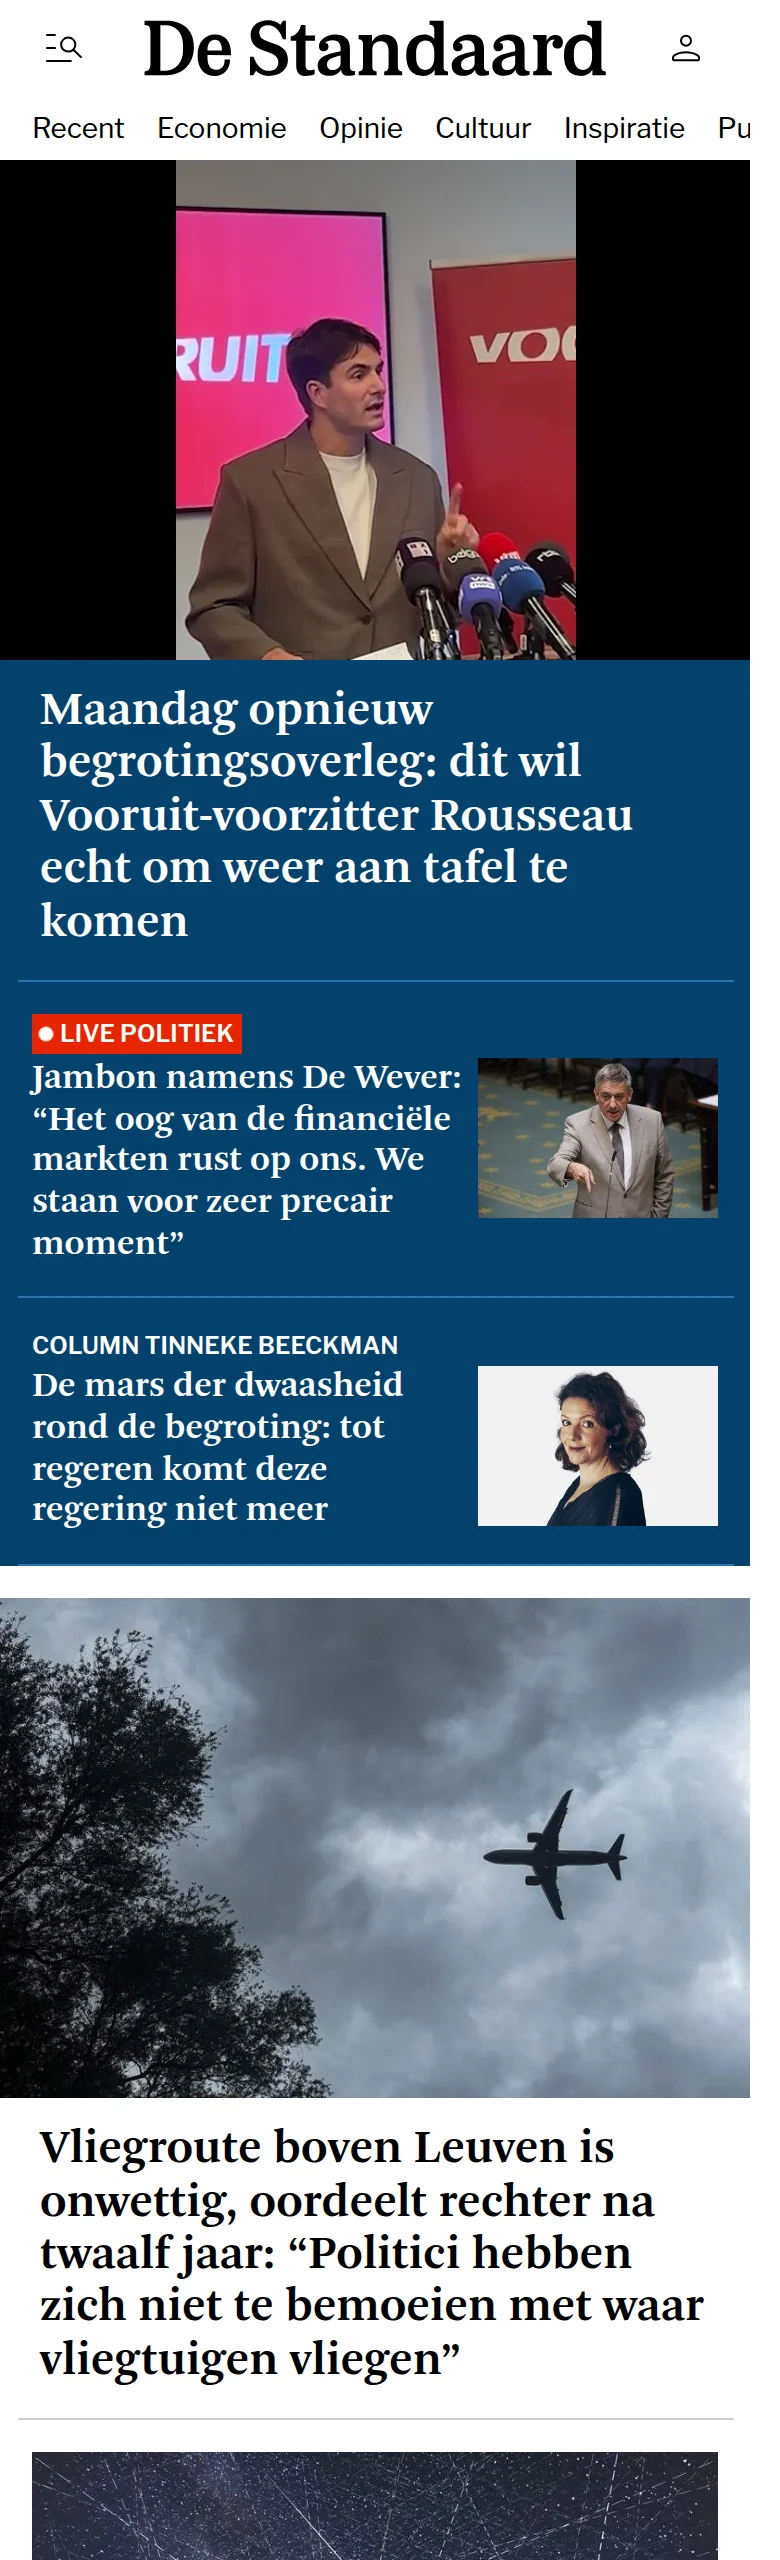 De Standaard
Recent Economie Opinie Cultuur Inspiratie Pu
RUIT
VOO
Maandag opnieuw
begrotingsoverleg: dit wil
Vooruit-voorzitter Rousseau
echt om weer aan tafel te
komen
LIVE POLITIEK
Jambon namens De Wever:
“Het oog van de financiële
markten rust op ons. We
staan voor zeer precair
moment”
COLUMN TINNEKE BEECKMAN
De mars der dwaasheid
rond de begroting: tot
regeren komt deze
regering niet meer
Vliegroute boven Leuven is
onwettig, oordeelt rechter na
twaalf jaar: “Politici hebben
zich niet te bemoeien met waar
vliegtuigen vliegen”